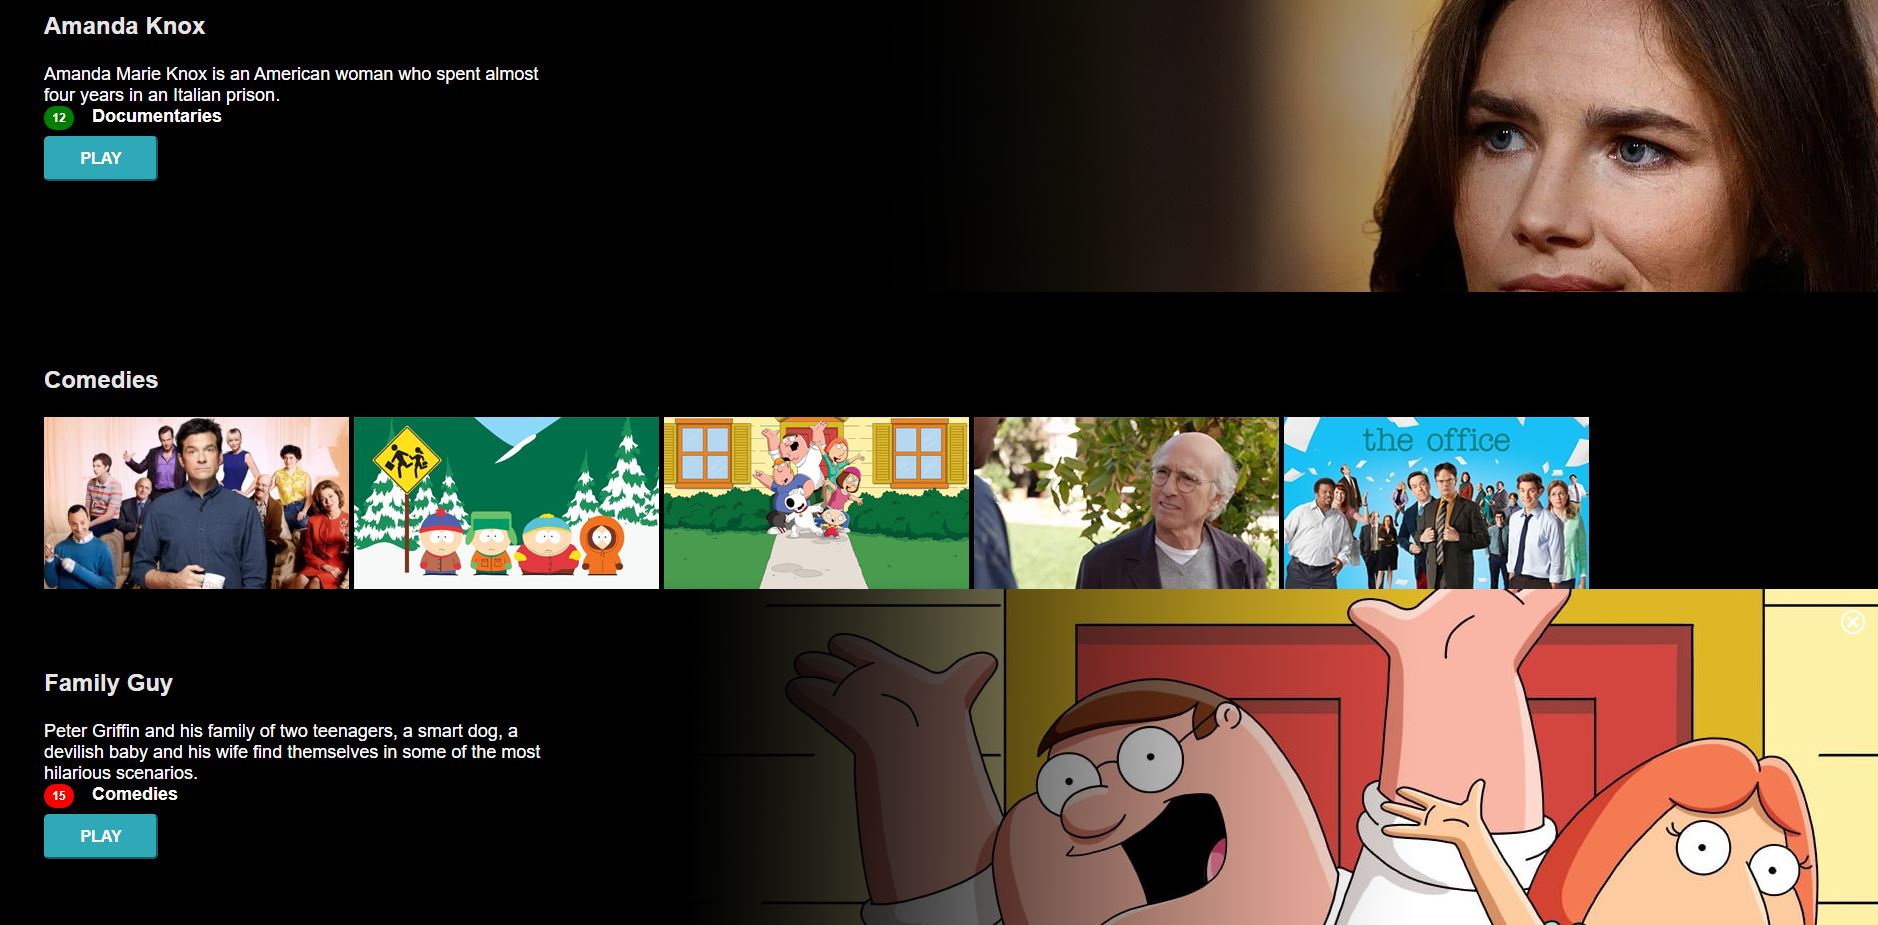 Amanda Knox
Amanda Marie Knox is an American woman who spent almost
four years in an Italian prison.
12 Documentaries
PLAY
Comedies
the office
Family Guy
Peter Griffin and his family of two teenagers, a smart dog, a
devilish baby and his wife find themselves in some of the most
hilarious scenarios.
15 Comedies
PLAY